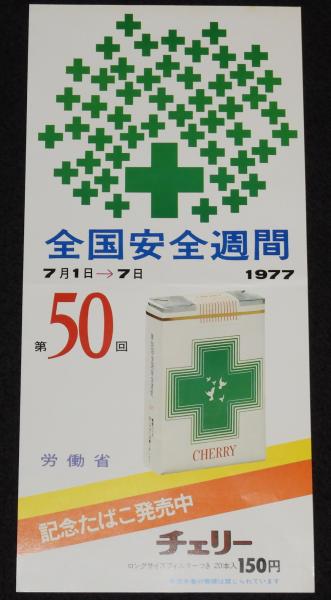 全国安全週間
7月1日→7日 1977
第50回
CHERRY
労働省
記念たばこ発売中
チェリー
ロングサイズフィルターつき 20本入 150円